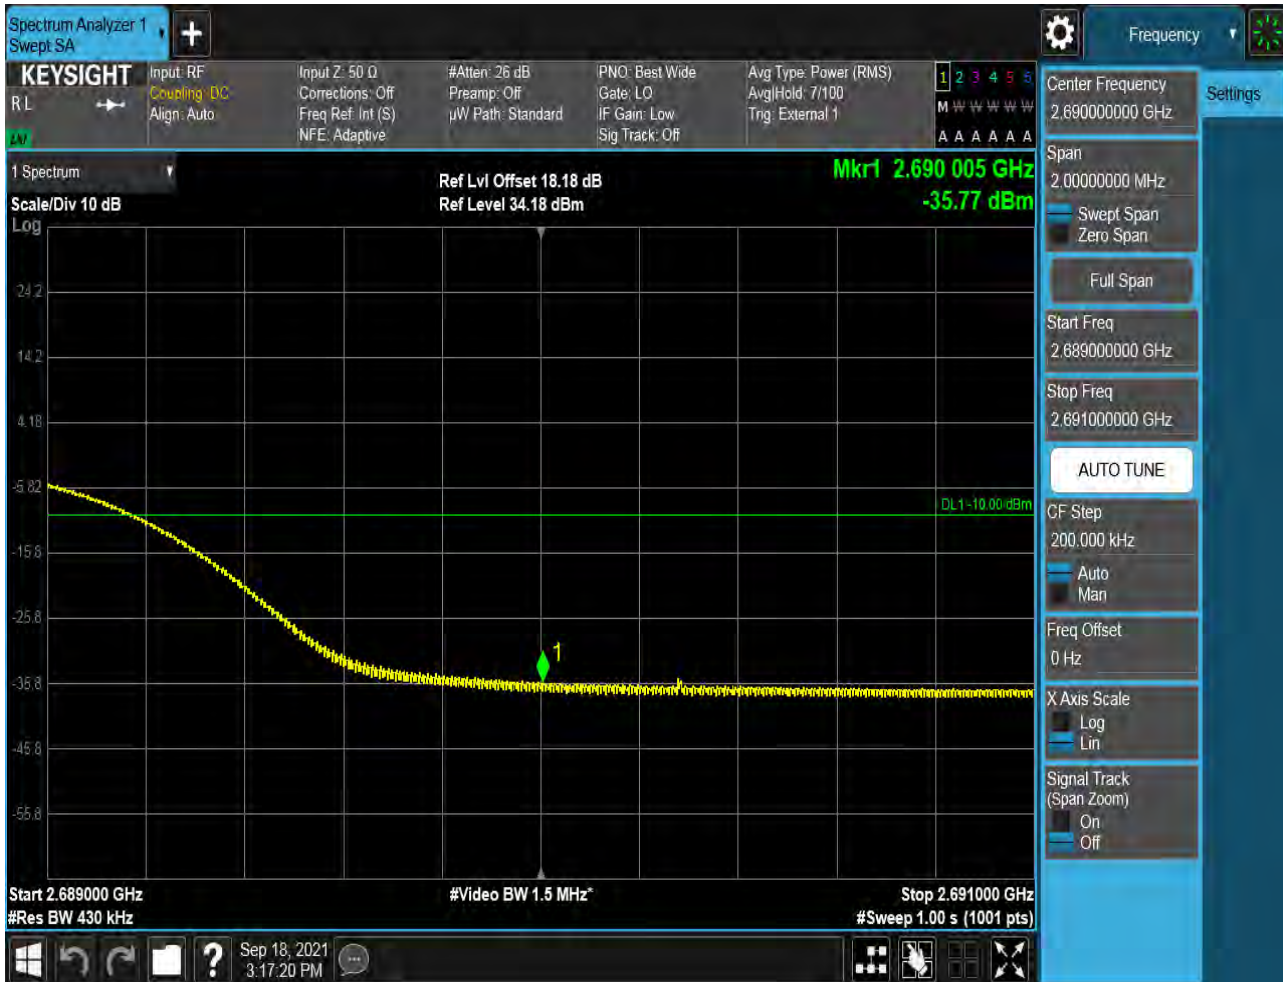 Spectrum Analyzer 1
Swept SA
Frequency
KEYSIGHT
R L
LXI
Input: RF
Coupling: DC
Align: Auto
Input Z: 50 Ω
Corrections: Off
Freq Ref: Int (S)
NFE: Adaptive
#Atten: 26 dB
Preamp: Off
µW Path: Standard
PNO: Best Wide
Gate: LO
IF Gain: Low
Sig Track: Off
Avg Type: Power (RMS)
Avg|Hold: 7/100
Trig: External 1
1 2 3 4 5 6
M W W W W W
A A A A A A
1 Spectrum
Scale/Div 10 dB
Log
Ref Lvl Offset 18.18 dB
Ref Level 34.18 dBm
Mkr1 2.690 005 GHz
-35.77 dBm
24.2
14.2
4.18
-5.82
DL1 -10.00 dBm
-15.8
-25.8
1
-35.8
-45.8
-55.8
Start 2.689000 GHz
#Res BW 430 kHz
#Video BW 1.5 MHz*
Stop 2.691000 GHz
#Sweep 1.00 s (1001 pts)
Sep 18, 2021
3:17:20 PM
Center Frequency
2.690000000 GHz
Span
2.00000000 MHz
Swept Span
Zero Span
Full Span
Start Freq
2.689000000 GHz
Stop Freq
2.691000000 GHz
AUTO TUNE
CF Step
200.000 kHz
Auto
Man
Freq Offset
0 Hz
X Axis Scale
Log
Lin
Signal Track
(Span Zoom)
On
Off
Settings